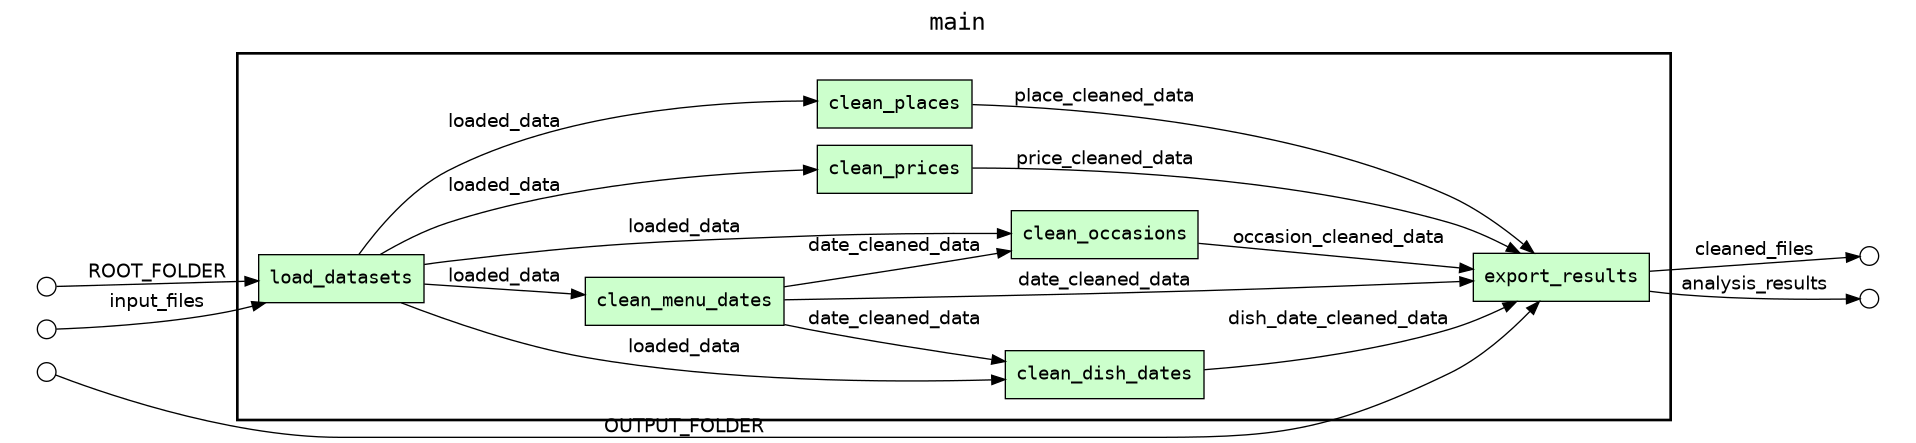 main
place_cleaned_data
clean_places
loaded_data
price_cleaned_data
clean_prices
loaded_data
loaded_data
clean_occasions
occasion_cleaned_data
date_cleaned_data
cleaned_files
ROOT_FOLDER
load_datasets
loaded_data
date_cleaned_data
export_results
analysis_results
input_files
clean_menu_dates
date_cleaned_data
dish_date_cleaned_data
loaded_data
clean_dish_dates
OUTPUT_FOLDER